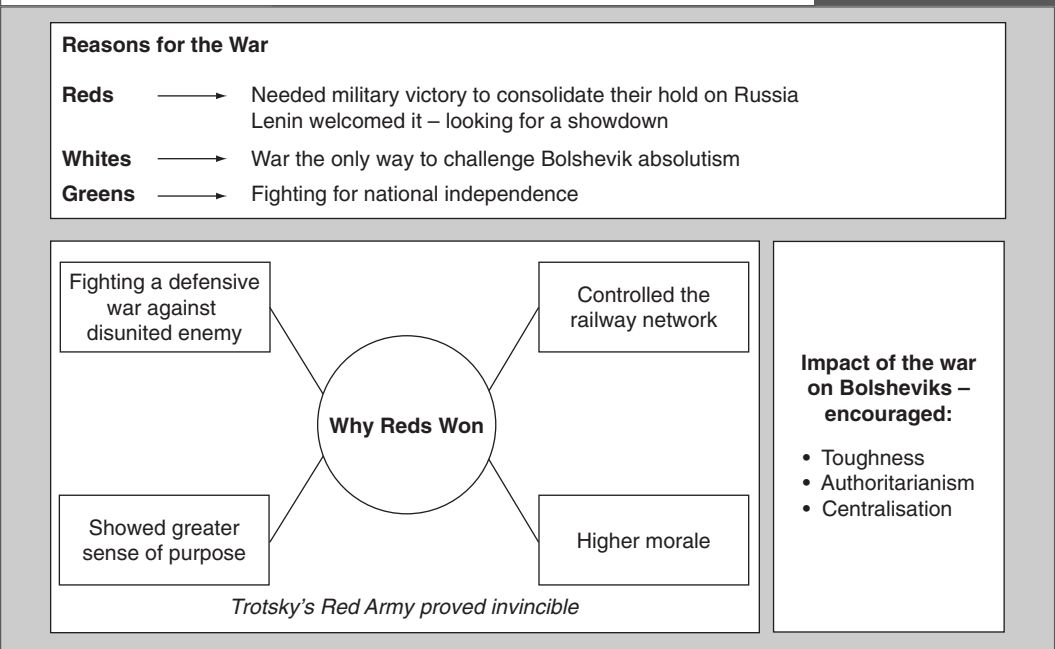 Reasons for the War
Reds Needed military victory to consolidate their hold on Russia
Lenin welcomed it – looking for a showdown
Whites War the only way to challenge Bolshevik absolutism
Greens Fighting for national independence
Fighting a defensive
war against
disunited enemy
Controlled the
railway network
Why Reds Won
Showed greater
sense of purpose
Higher morale
Trotsky's Red Army proved invincible
Impact of the war
on Bolsheviks –
encouraged:
• Toughness
• Authoritarianism
• Centralisation